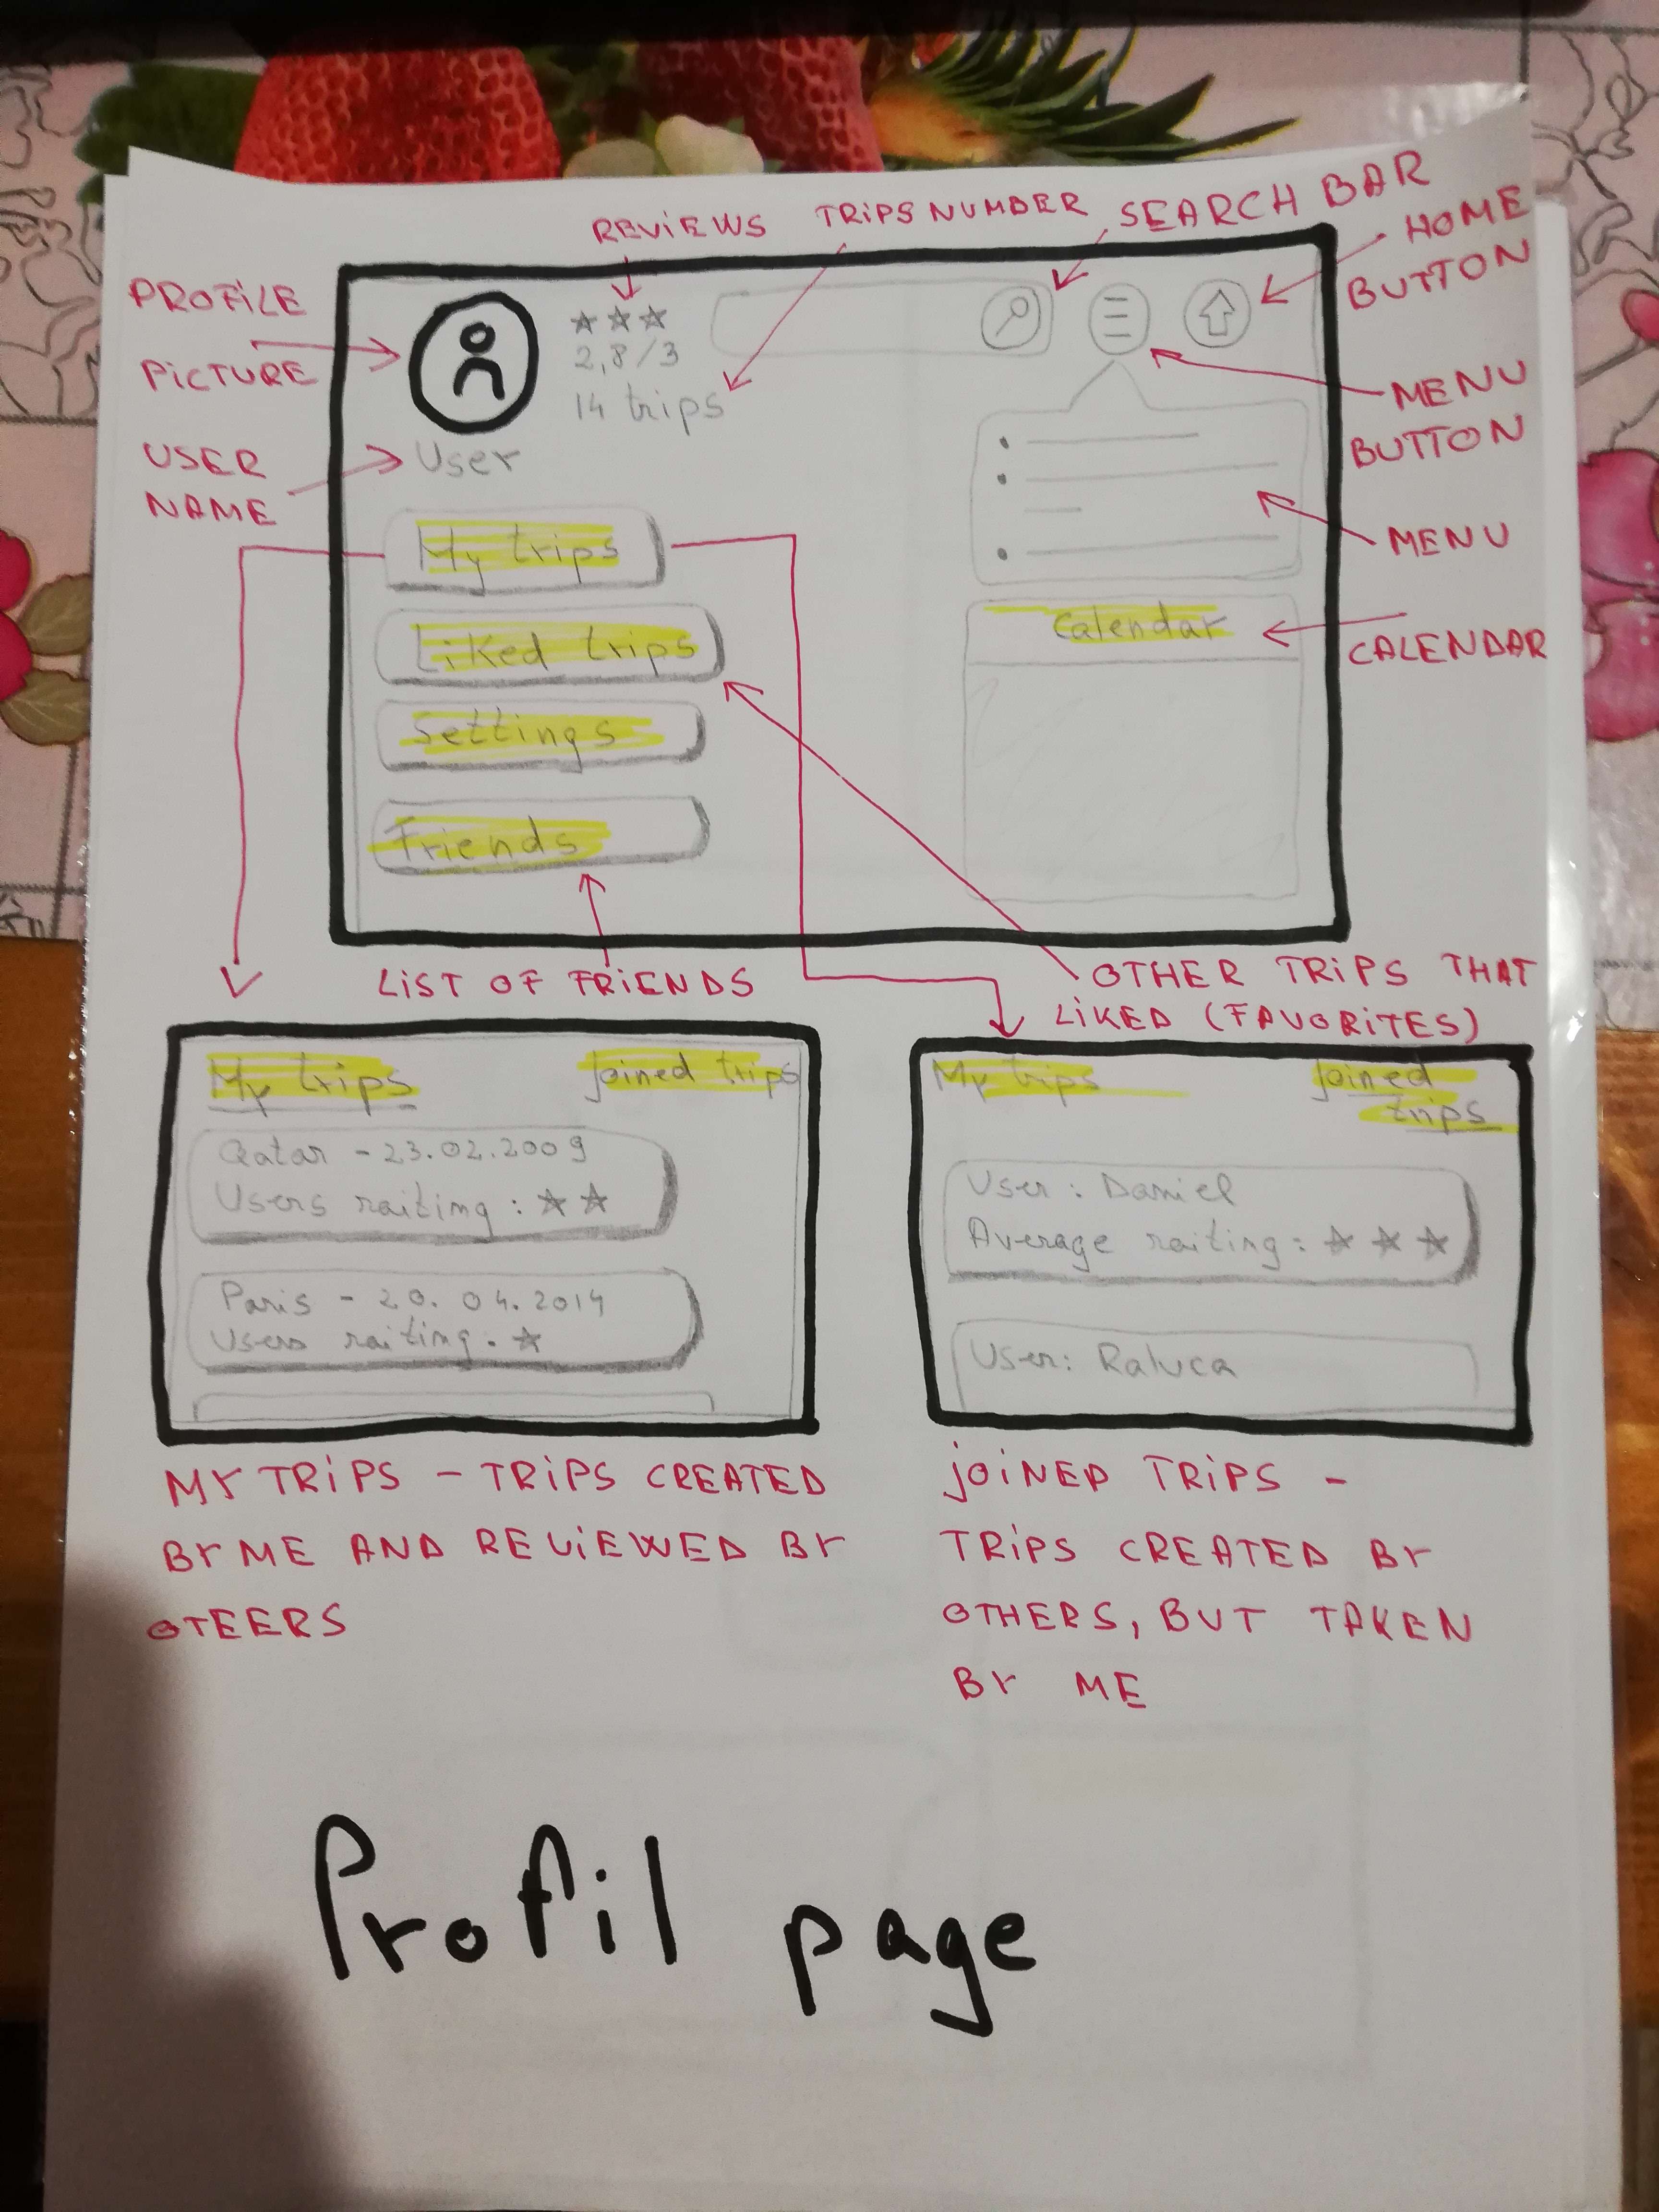 REVIEWS TRIPS NUMBER SEARCH BAR
HOME
BUTTON
PROFILE
PICTURE
USER
NAME
2,8/3
14 trips
User
MENU
BUTTON
MENU
My trips
Liked trips
Settings
Friends
Calendar
CALENDAR
LIST OF FRIENDS
OTHER TRIPS THAT
LIKED (FAVORITES)
My trips Joined trips
Qatar - 23.02.2009
Users raiting :
Paris - 20.04.2014
Users raiting.
My trips Joined
trips
User : Daniel
Average raiting :
User: Raluca
MY TRIPS - TRIPS CREATED
BY ME AND REVIEWED BY
OTEERS
JOINED TRIPS -
TRIPS CREATED BY
OTHERS, BUT TAKEN
BY ME
Profil page